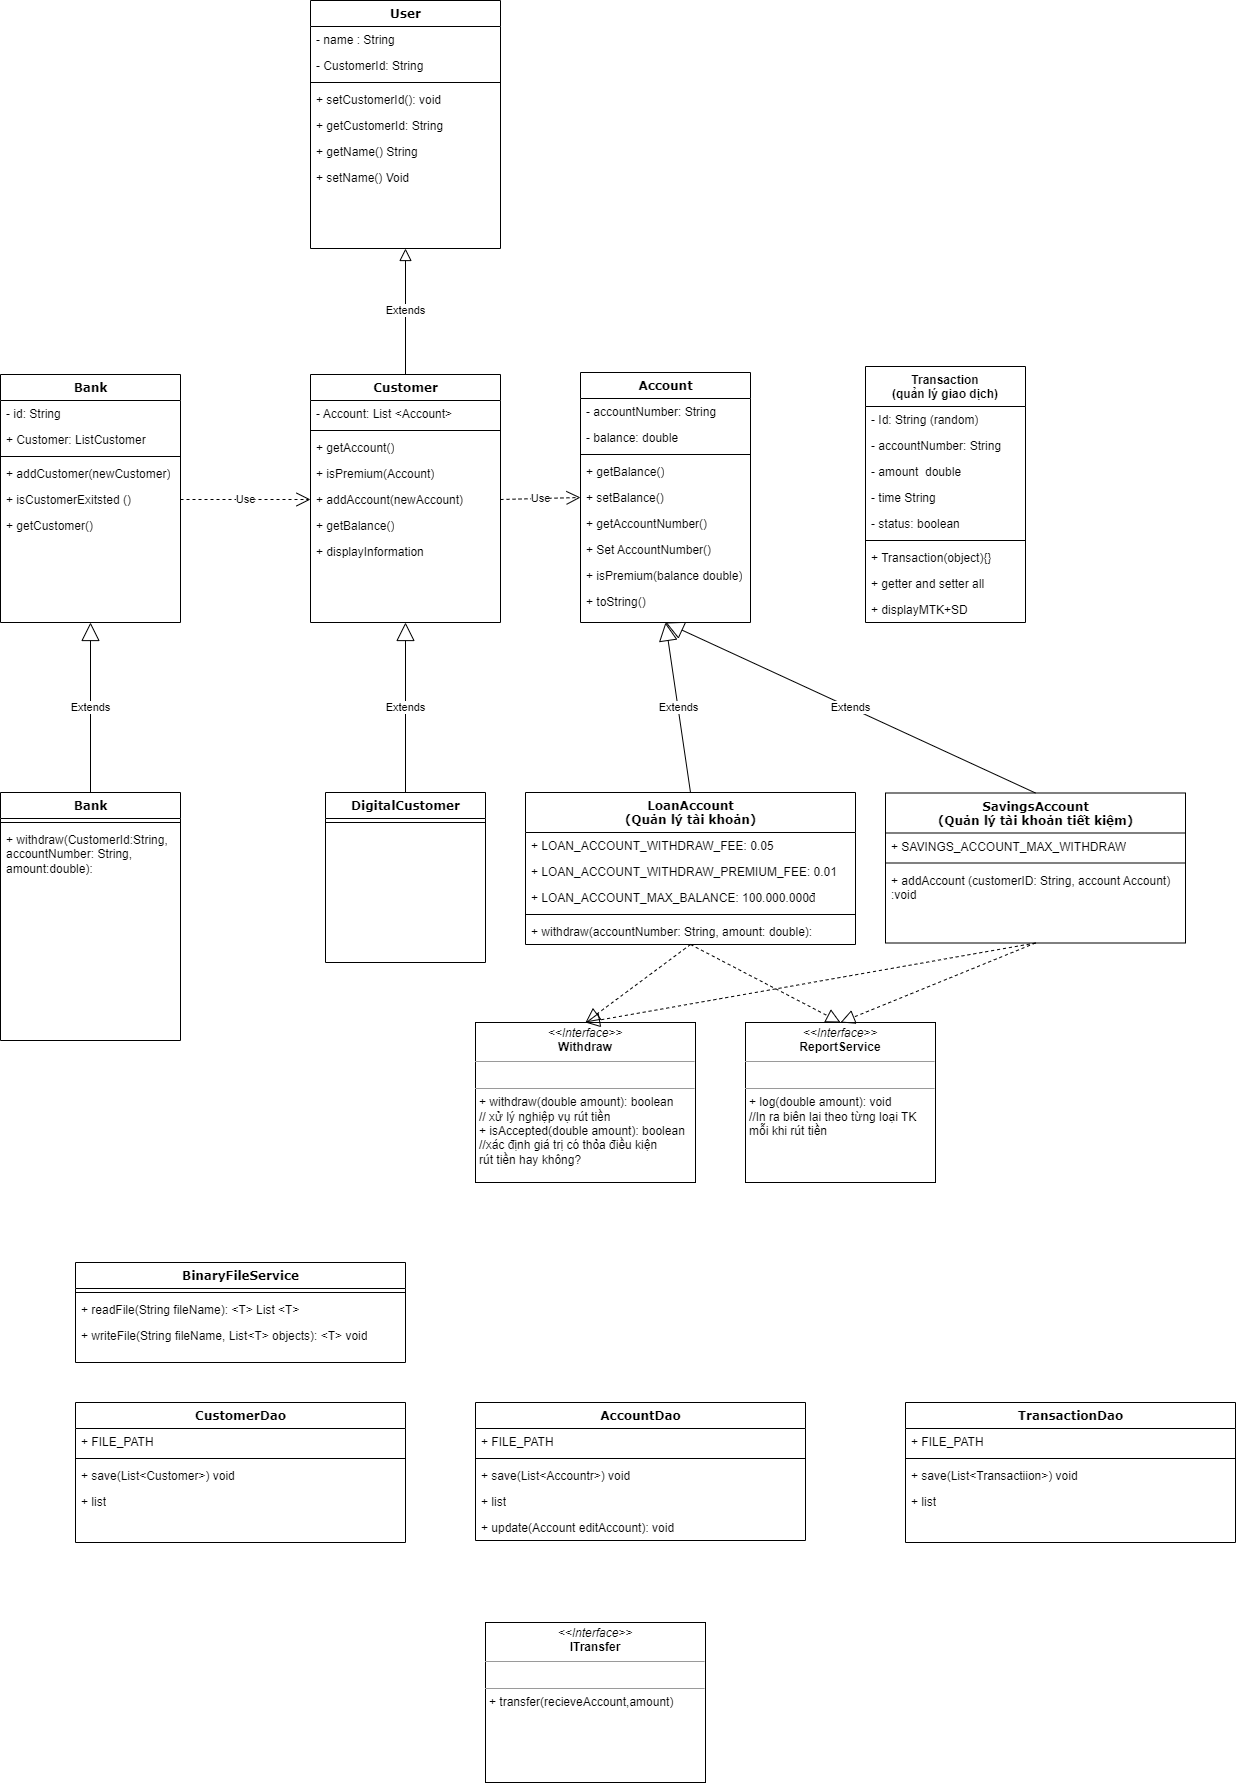 User
- name : String
- CustomerId: String
+ setCustomerId(): void
+ getCustomerId: String
+ getName() String
+ setName() Void
Extends
Bank
- id: String
+ Customer: ListCustomer
+ addCustomer(newCustomer)
+ isCustomerExitsted ()
+ getCustomer()
Use
Customer
- Account: List <Account>
+ getAccount()
+ isPremium(Account)
+ addAccount(newAccount)
+ getBalance()
+ displayInformation
Use
Account
- accountNumber: String
- balance: double
+ getBalance()
+ setBalance()
+ getAccountNumber()
+ Set AccountNumber()
+ isPremium(balance double)
+ toString()
Transaction
(quản lý giao dịch)
- Id: String (random)
- accountNumber: String
- amount  double
- time String
- status: boolean
+ Transaction(object){}
+ getter and setter all
+ displayMTK+SD
Extends
Extends
Extends
Extends
Bank
+ withdraw(CustomerId:String,
accountNumber: String,
amount:double):
DigitalCustomer
LoanAccount
(Quản lý tài khoản)
+ LOAN_ACCOUNT_WITHDRAW_FEE: 0.05
+ LOAN_ACCOUNT_WITHDRAW_PREMIUM_FEE: 0.01
+ LOAN_ACCOUNT_MAX_BALANCE: 100.000.000đ
+ withdraw(accountNumber: String, amount: double):
SavingsAccount
(Quản lý tài khoản tiết kiệm)
+ SAVINGS_ACCOUNT_MAX_WITHDRAW
+ addAccount (customerID: String, account Account)
:void
<<Interface>>
Withdraw
+ withdraw(double amount): boolean
// xử lý nghiệp vụ rút tiền
+ isAccepted(double amount): boolean
//xác định giá trị có thỏa điều kiện
rút tiền hay không?
<<Interface>>
ReportService
+ log(double amount): void
//In ra biên lai theo từng loại TK
mỗi khi rút tiền
BinaryFileService
+ readFile(String fileName): <T> List <T>
+ writeFile(String fileName, List<T> objects): <T> void
CustomerDao
+ FILE_PATH
+ save(List<Customer>) void
+ list
AccountDao
+ FILE_PATH
+ save(List<Accountr>) void
+ list
+ update(Account editAccount): void
TransactionDao
+ FILE_PATH
+ save(List<Transactiion>) void
+ list
<<Interface>>
ITransfer
+ transfer(recieveAccount,amount)